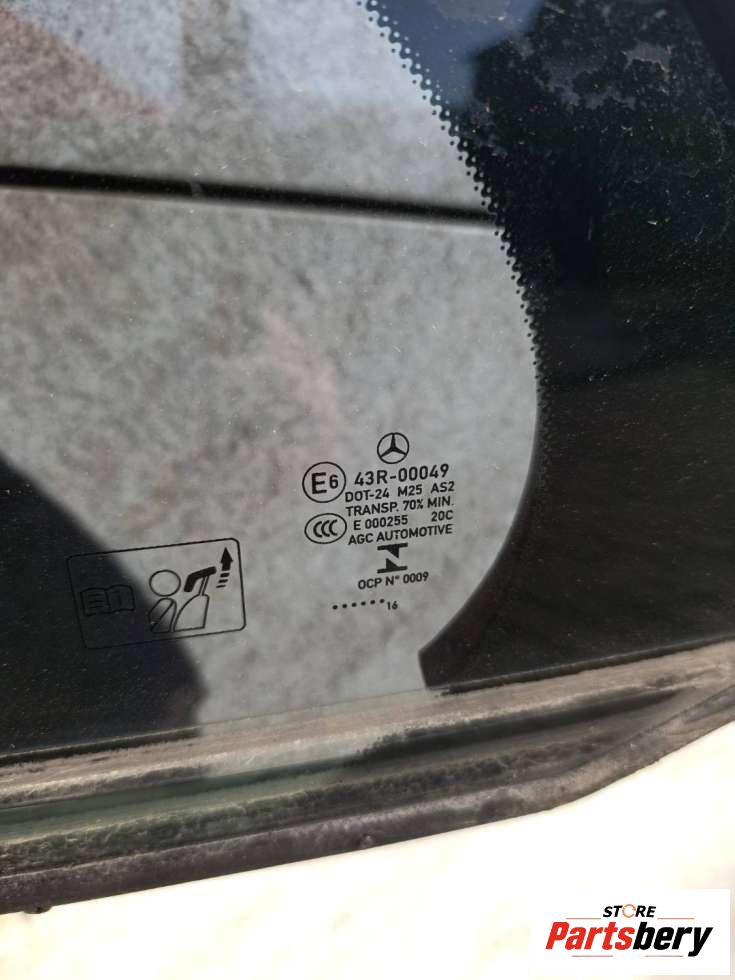 E6 43R-00049
DOT-24 M25 AS2
TRANSP. 70% MIN.
CCC E 000255 20C
AGC AUTOMOTIVE
OCP N° 0009
......16
STORE
Partsbery